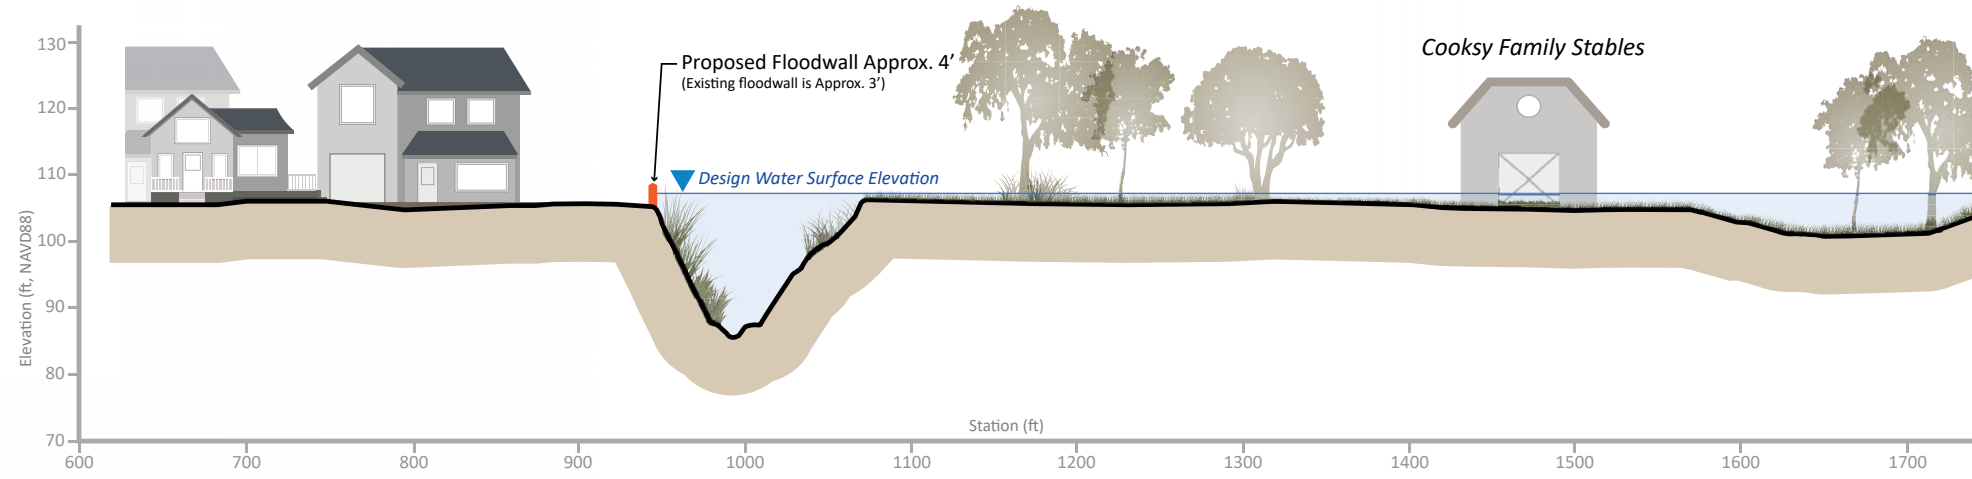 Cooksy Family Stables
Proposed Floodwall Approx. 4’
(Existing floodwall is Approx. 3’)
Design Water Surface Elevation
Elevation (ft, NAVD88)
130
120
110
100
90
80
70
Station (ft)
600 700 800 900 1000 1100 1200 1300 1400 1500 1600 1700